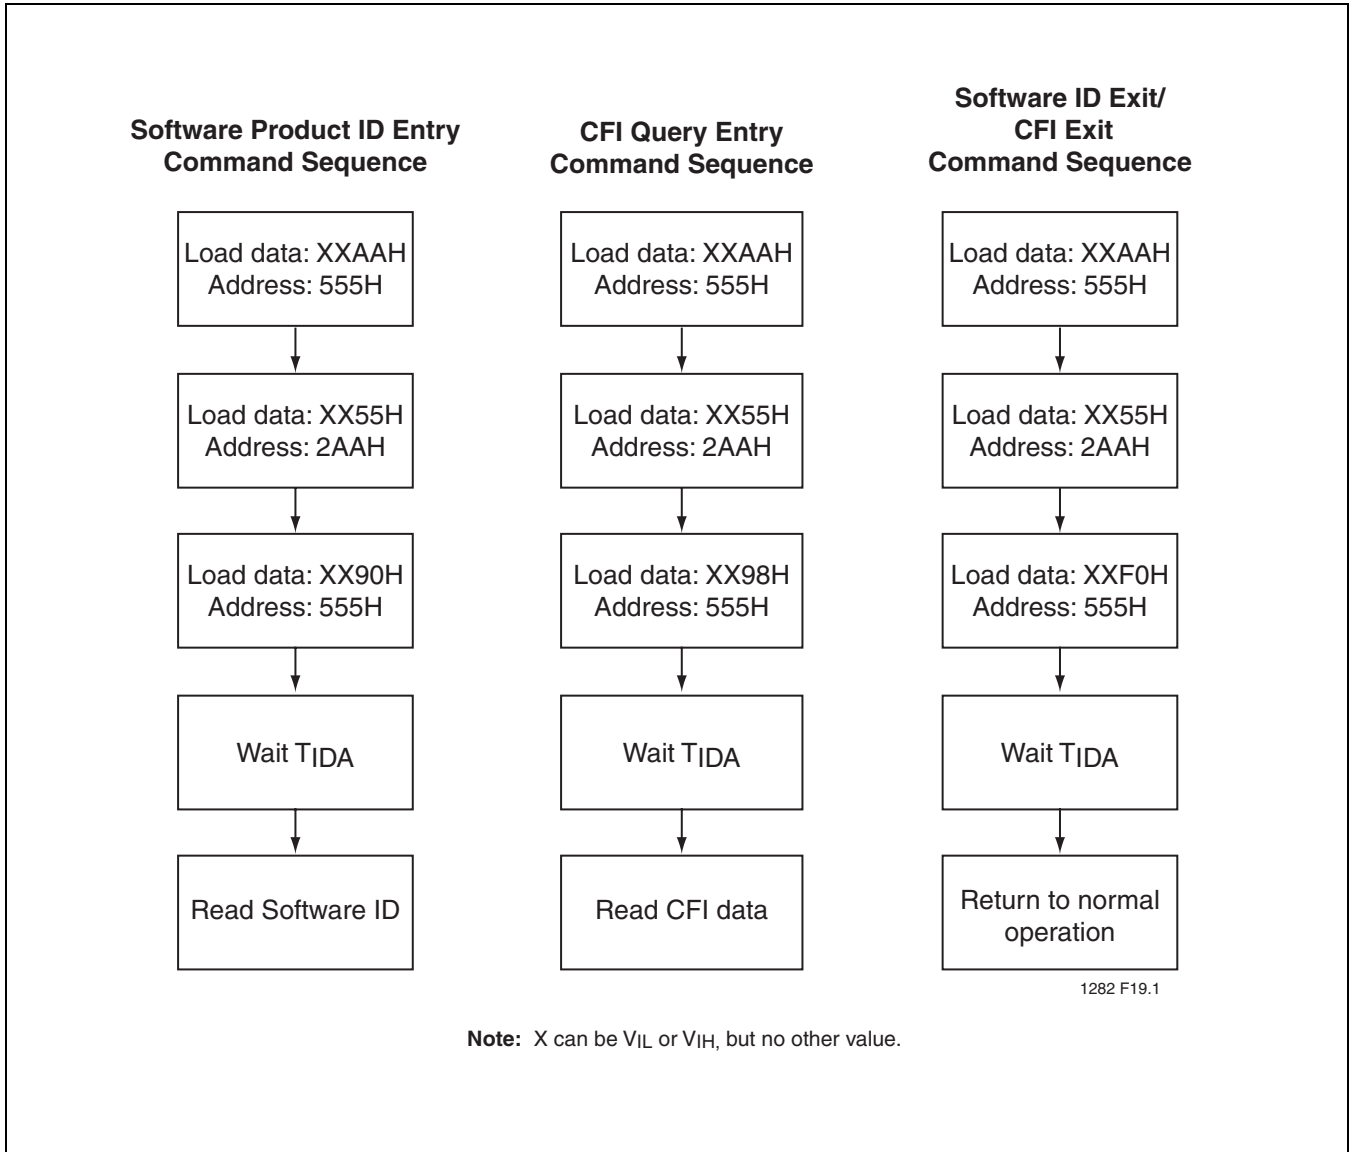 Software Product ID Entry
Command Sequence
Load data: XXAAH
Address: 555H
Load data: XX55H
Address: 2AAH
Load data: XX90H
Address: 555H
Wait TIDA
Read Software ID
CFI Query Entry
Command Sequence
Load data: XXAAH
Address: 555H
Load data: XX55H
Address: 2AAH
Load data: XX98H
Address: 555H
Wait TIDA
Read CFI data
Software ID Exit/
CFI Exit
Command Sequence
Load data: XXAAH
Address: 555H
Load data: XX55H
Address: 2AAH
Load data: XXF0H
Address: 555H
Wait TIDA
Return to normal
operation
1282 F19.1
Note: X can be VIL or VIH, but no other value.